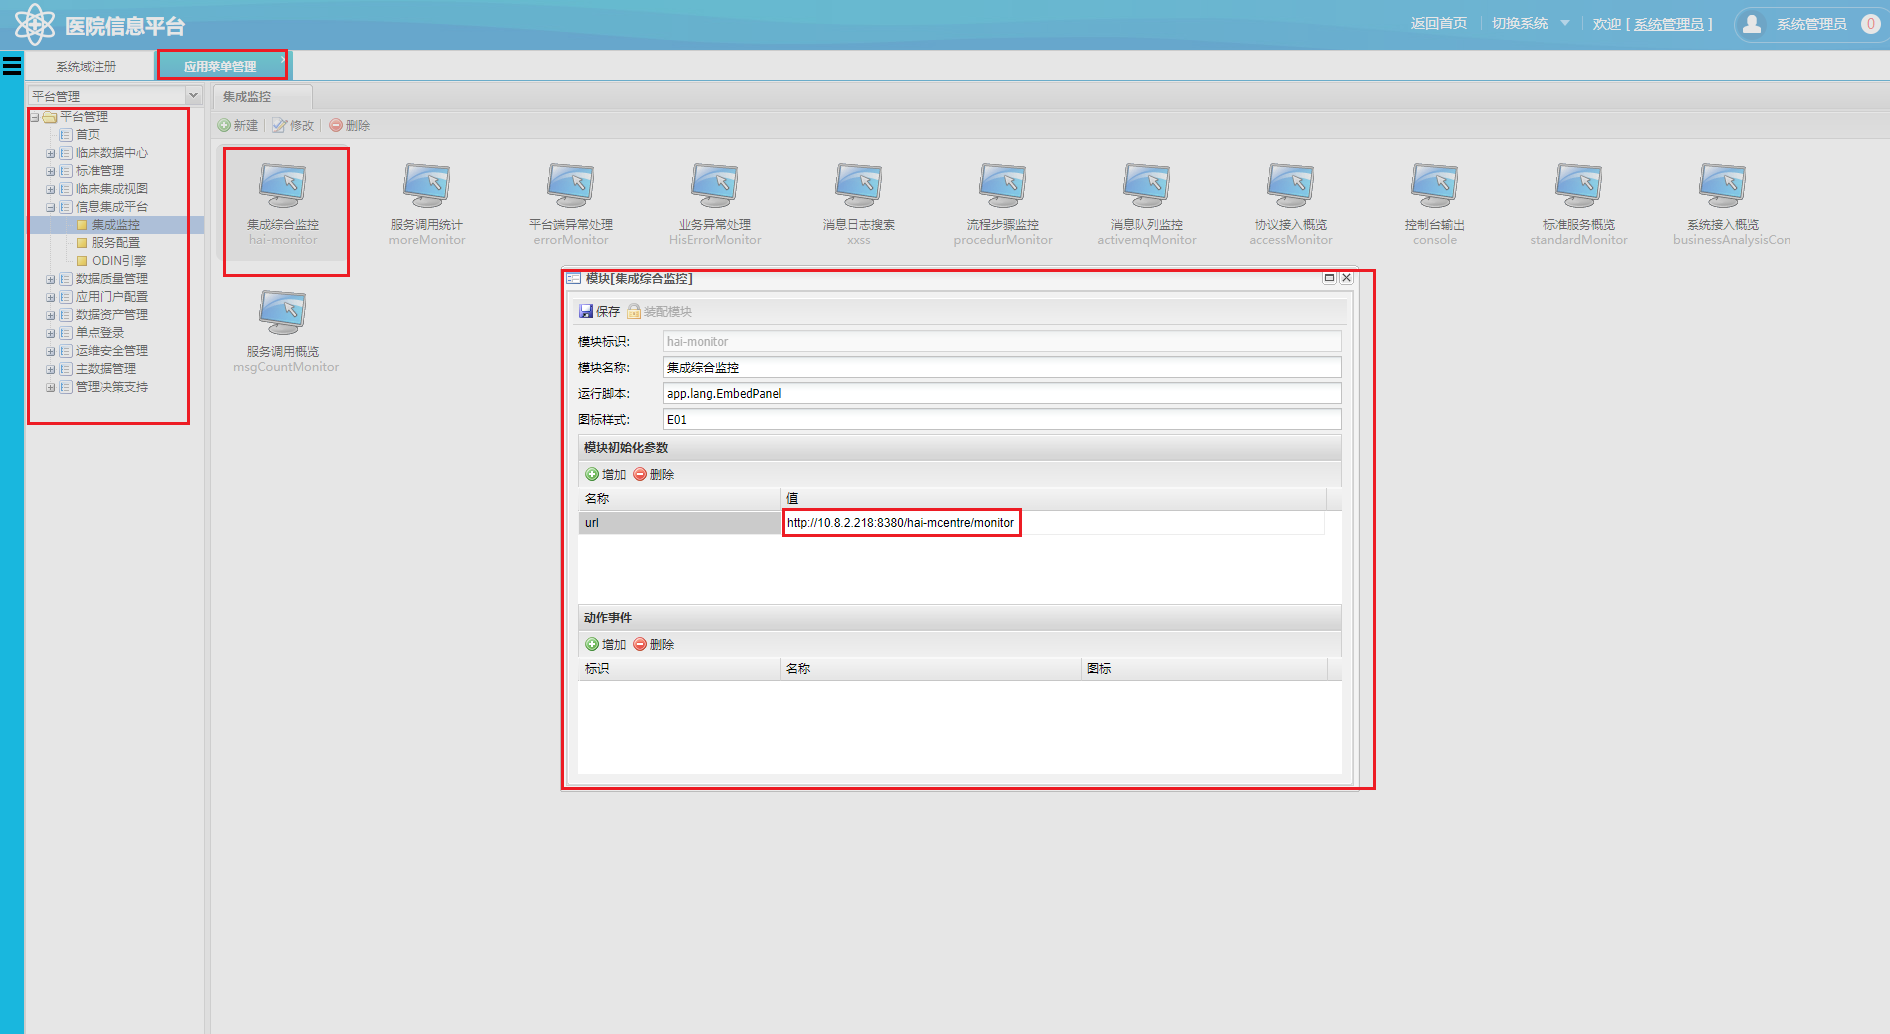 医院信息平台
返回首页
切换系统
欢迎 [ 系统管理员 ]
系统管理员
0
系统域注册
应用菜单管理
平台管理
平台管理
首页
临床数据中心
标准管理
临床集成视图
信息集成平台
集成监控
服务配置
ODIN引擎
数据质量管理
应用门户配置
数据资产管理
单点登录
运维安全管理
主数据管理
管理决策支持
集成监控
新建
修改
删除
集成综合监控
hai-monitor
服务调用统计
moreMonitor
平台端异常处理
errorMonitor
业务异常处理
HisErrorMonitor
消息日志搜索
xxss
流程步骤监控
procedurMonitor
消息队列监控
activemqMonitor
协议接入概览
accessMonitor
控制台输出
console
标准服务概览
standardMonitor
系统接入概览
businessAnalysisCon
服务调用概览
msgCountMonitor
模块[集成综合监控]
保存
装配模块
模块标识:
hai-monitor
模块名称:
集成综合监控
运行脚本:
app.lang.EmbedPanel
图标样式:
E01
模块初始化参数
增加
删除
名称
值
url
http://10.8.2.218:8380/hai-mcentre/monitor
动作事件
增加
删除
标识
名称
图标